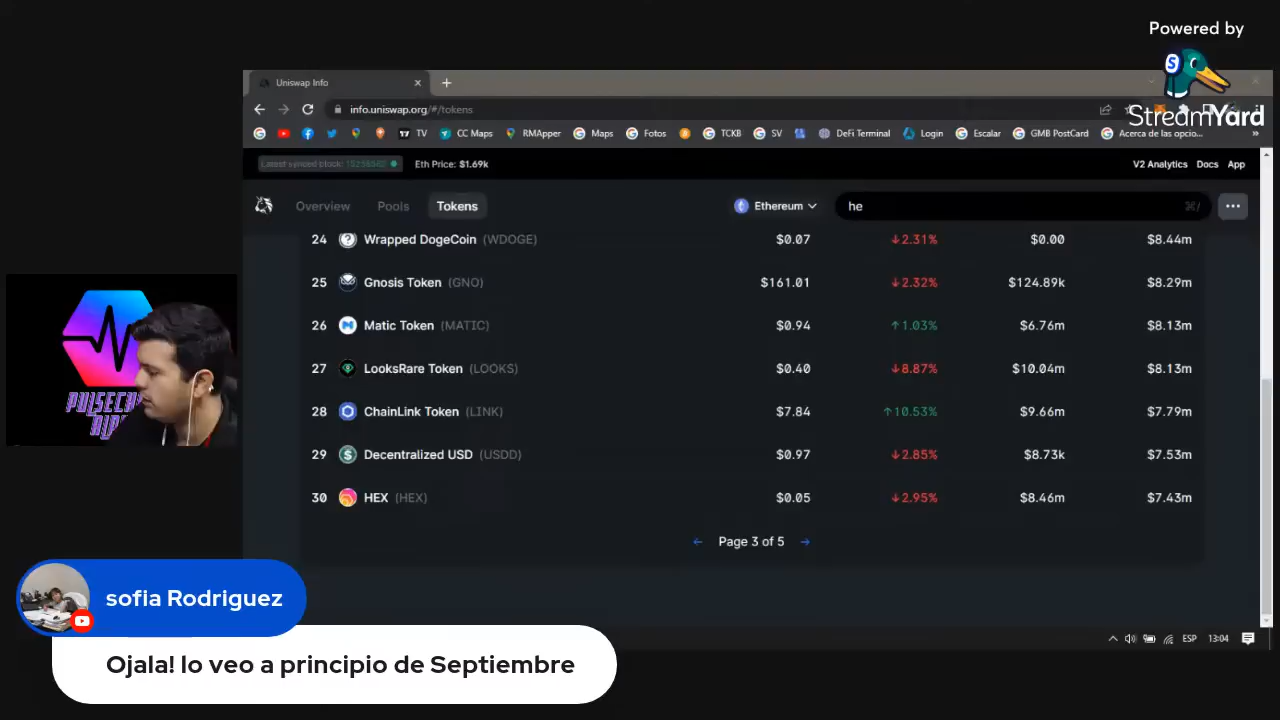 Powered by
StreamYard
Uniswap Info
info.uniswap.org/#/tokens
TV CC Maps RMApper Maps Fotos TCKB SV DeFi Terminal Login Escalar GMB PostCard Acerca de las opcio...
Latest synced block: Eth Price: $1.69k V2 Analytics Docs App
Overview Pools Tokens Ethereum he
24 Wrapped DogeCoin (WDOGE) $0.07 ↓2.31% $0.00 $8.44m
25 Gnosis Token (GNO) $161.01 ↓2.32% $124.89k $8.29m
26 Matic Token (MATIC) $0.94 ↑1.03% $6.76m $8.13m
27 LooksRare Token (LOOKS) $0.40 ↓8.87% $10.04m $8.13m
28 ChainLink Token (LINK) $7.84 ↑10.53% $9.66m $7.79m
29 Decentralized USD (USDD) $0.97 ↓2.85% $8.73k $7.53m
30 HEX (HEX) $0.05 ↓2.95% $8.46m $7.43m
← Page 3 of 5 →
sofia Rodriguez
Ojala! lo veo a principio de Septiembre
ESP 13:04